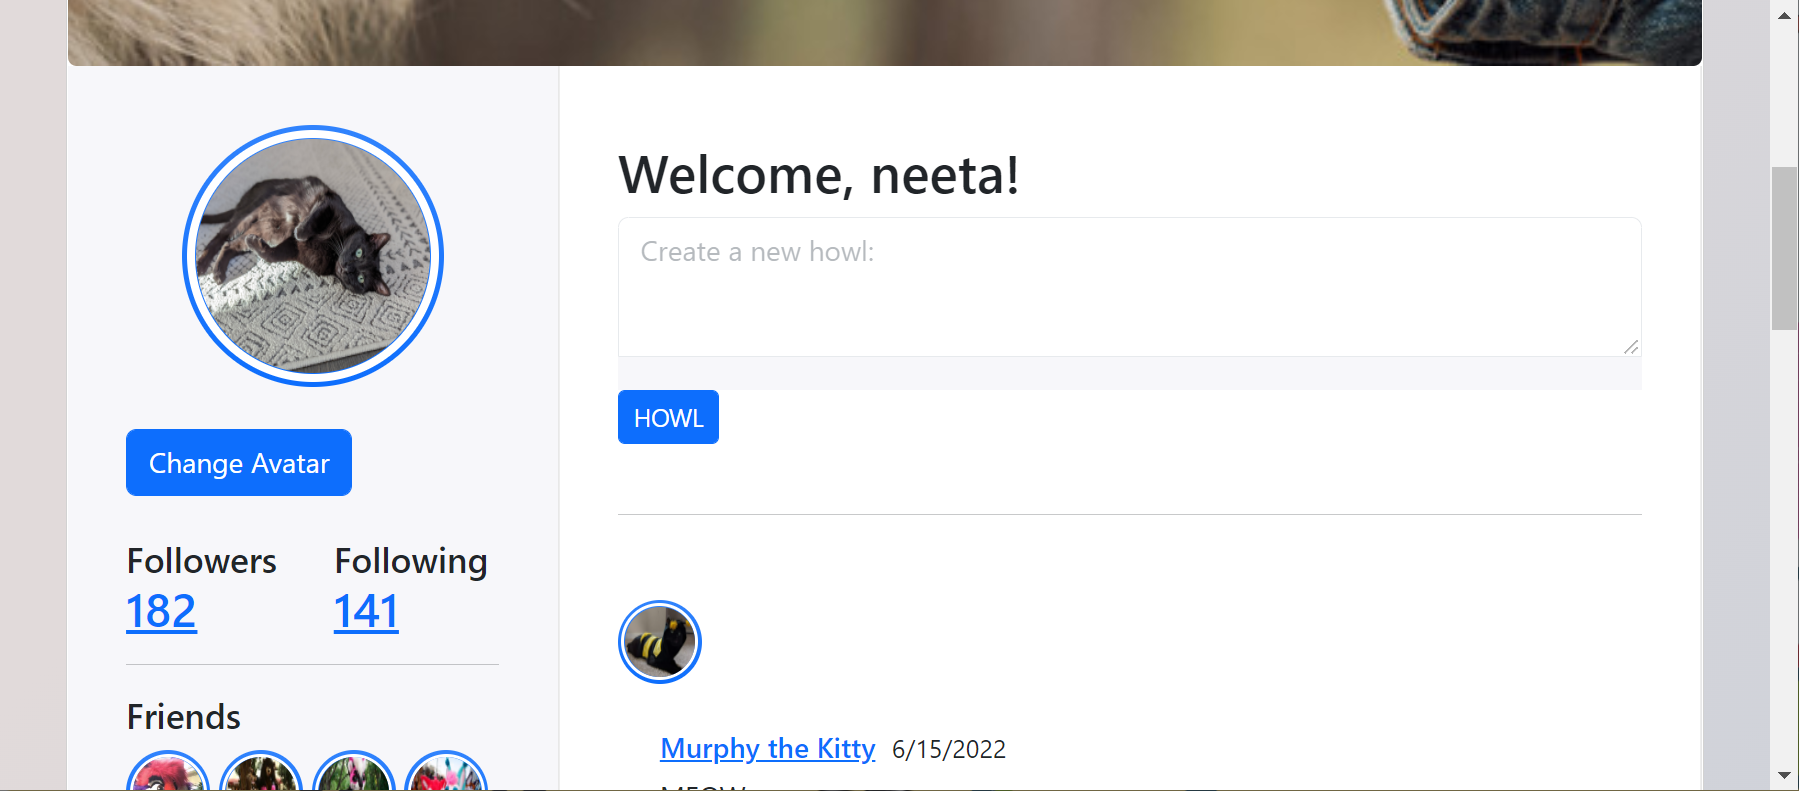 Welcome, neeta!
Create a new howl:
HOWL
Change Avatar
Followers Following
182 141
Friends
Murphy the Kitty 6/15/2022